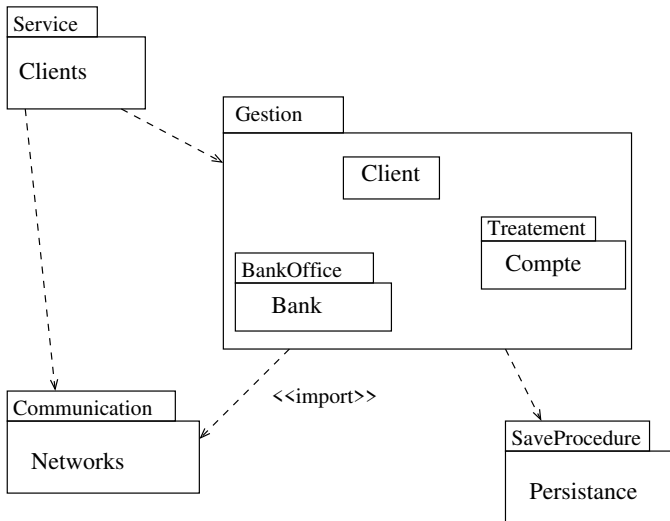 Service
Clients
Gestion
Client
Treatement
Compte
BankOffice
Bank
<<import>>
Communication
Networks
SaveProcedure
Persistance